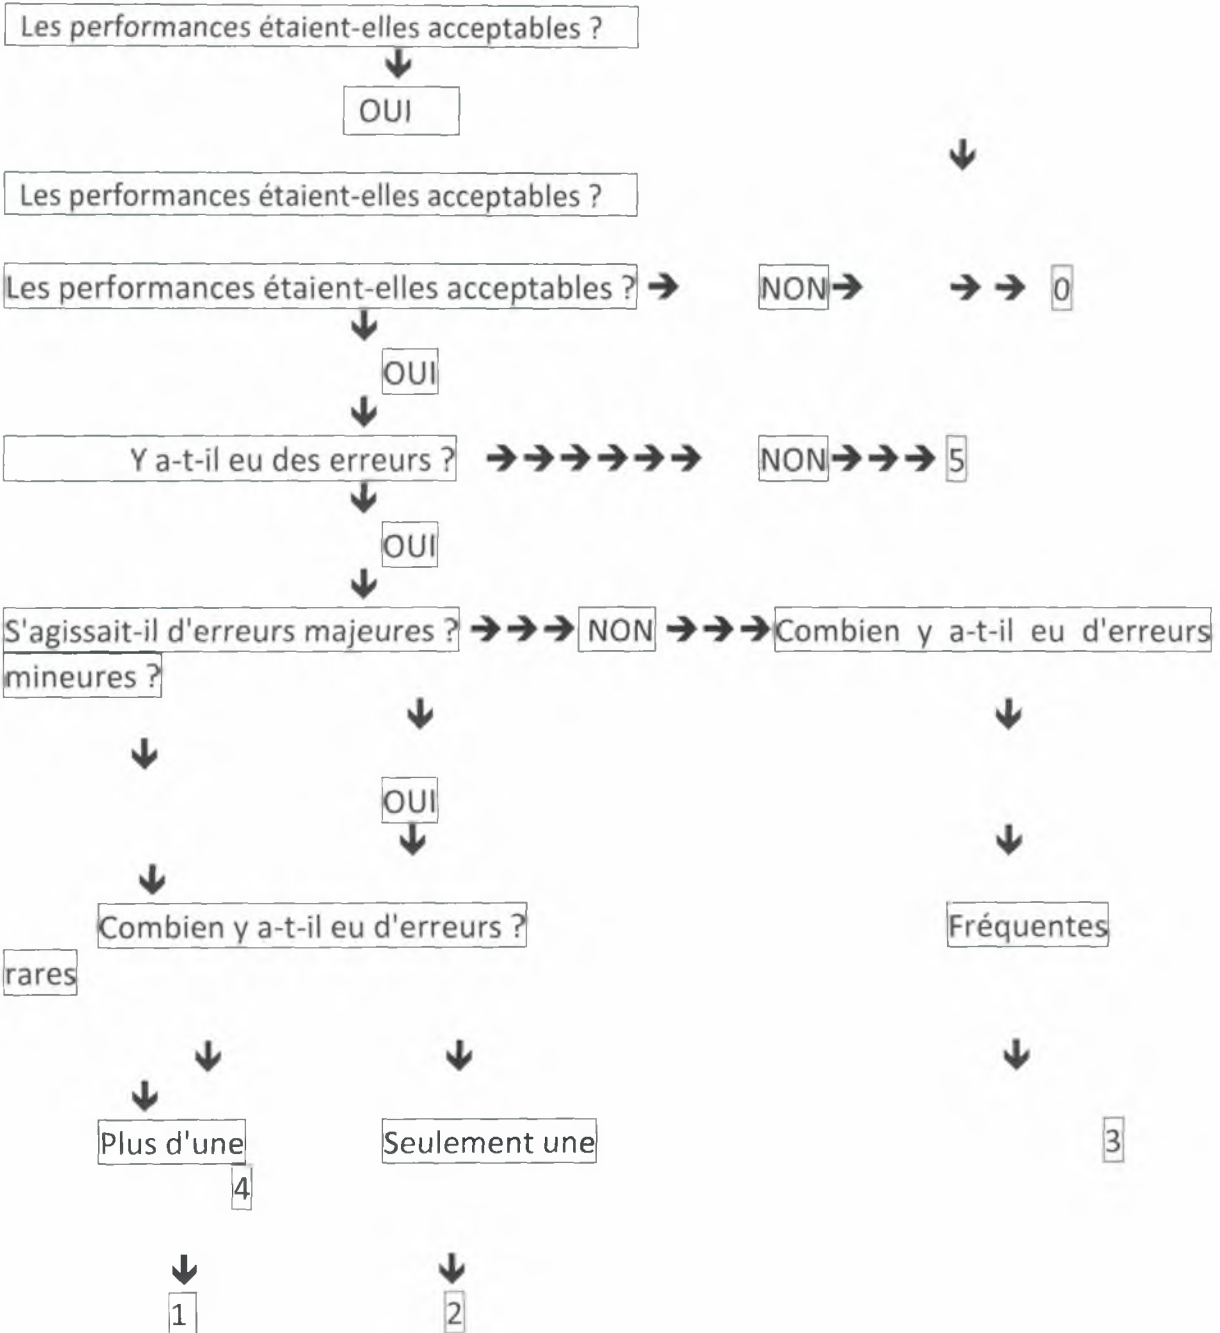 Les performances étaient-elles acceptables ?
OUI
Les performances étaient-elles acceptables ?
Les performances étaient-elles acceptables ? → NON → → → 0
OUI
Y a-t-il eu des erreurs ? → → → → → → NON → → → 5
OUI
S'agissait-il d'erreurs majeures ? → → → NON → → → Combien y a-t-il eu d'erreurs
mineures ?
OUI
Combien y a-t-il eu d'erreurs ? Fréquentes
rares
Plus d'une Seulement une 3
4
1 2